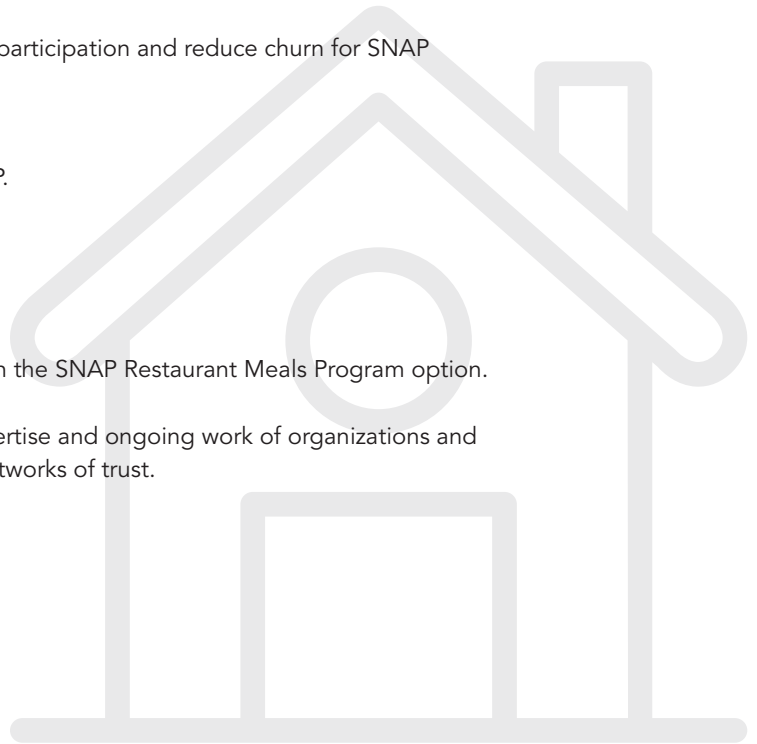 participation and reduce churn for SNAP
P.
n the SNAP Restaurant Meals Program option.
ertise and ongoing work of organizations and
tworks of trust.